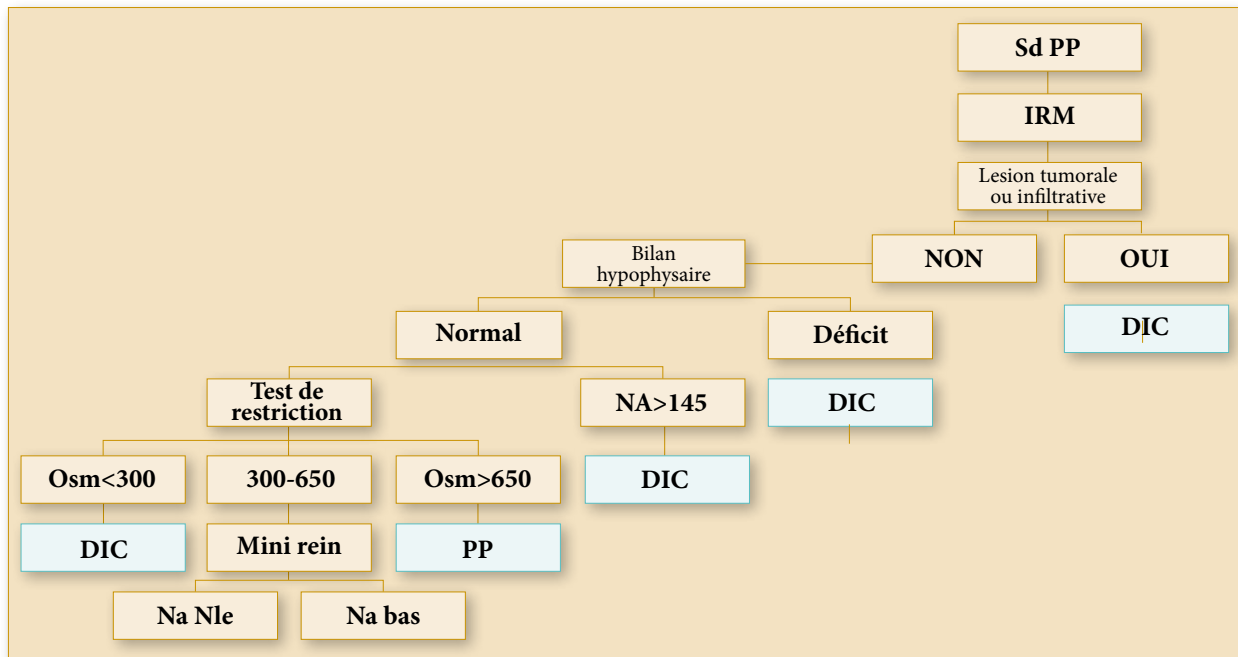 Sd PP
IRM
Lesion tumorale
ou infiltrative
NON
OUI
Bilan
hypophysaire
DIC
Normal
Déficit
Test de
restriction
NA>145
DIC
Osm<300
300-650
Osm>650
DIC
DIC
Mini rein
PP
Na Nle
Na bas